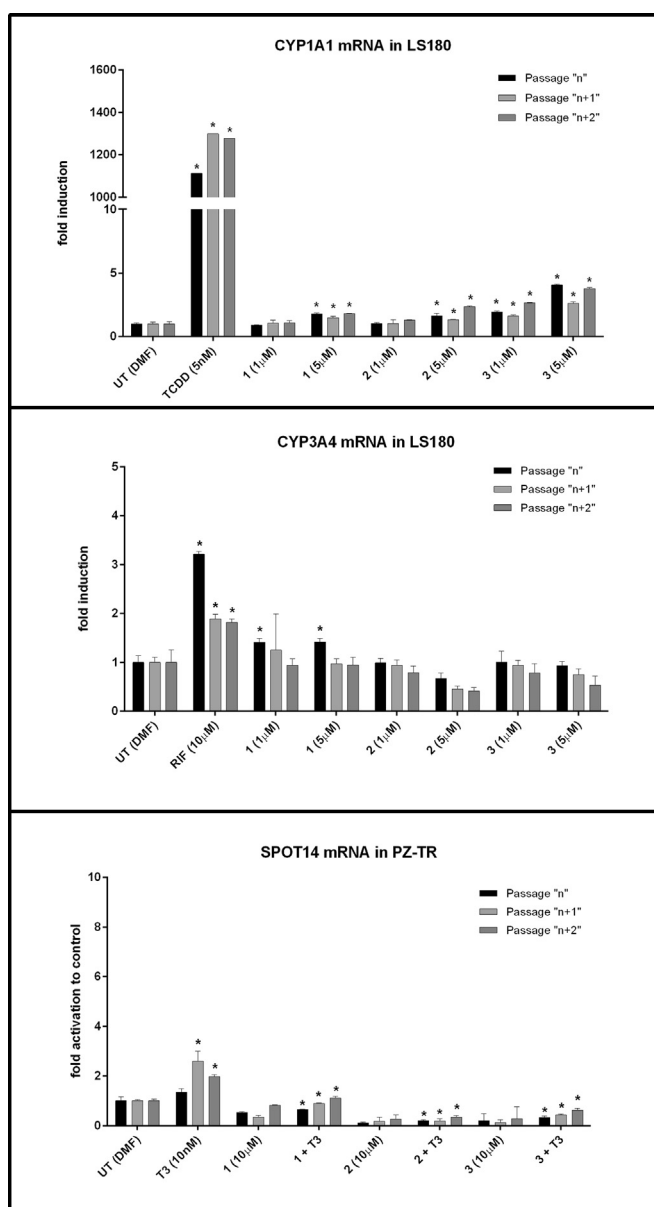 CYP1A1 mRNA in LS180
fold induction
1600
1400
1200
1000
10
5
0
Passage "n"
Passage "n+1"
Passage "n+2"
* * *
* * *
* * *
* * *
* * *
UT (DMF)
TCDD (5nM)
1 (1μM)
1 (5μM)
2 (1μM)
2 (5μM)
3 (1μM)
3 (5μM)
CYP3A4 mRNA in LS180
fold induction
5
4
3
2
1
0
Passage "n"
Passage "n+1"
Passage "n+2"
* * *
*
*
UT (DMF)
RIF (10μM)
1 (1μM)
1 (5μM)
2 (1μM)
2 (5μM)
3 (1μM)
3 (5μM)
SPOT14 mRNA in PZ-TR
fold activation to control
10
8
6
4
2
0
Passage "n"
Passage "n+1"
Passage "n+2"
* *
* * *
* * *
* * *
UT (DMF)
T3 (10nM)
1 (10μM)
1 + T3
2 (10μM)
2 + T3
3 (10μM)
3 + T3